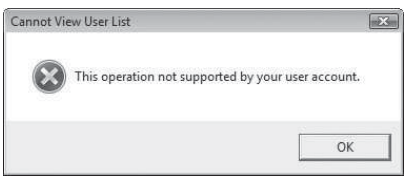 Cannot View User List
This operation not supported by your user account.
OK